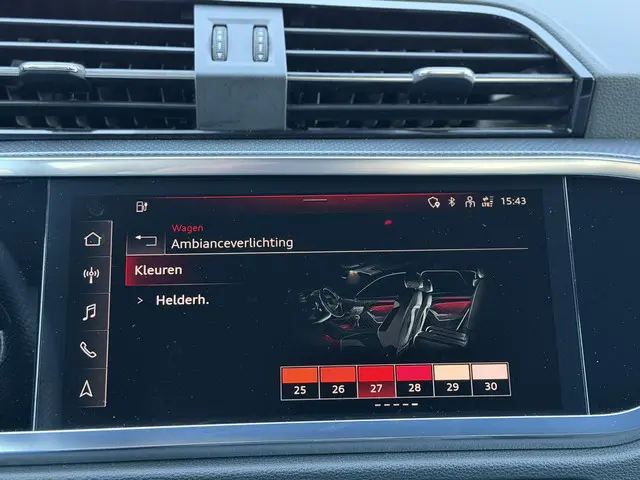 15:43
Wagen
Ambianceverlichting
Kleuren
> Helderh.
25 26 27 28 29 30